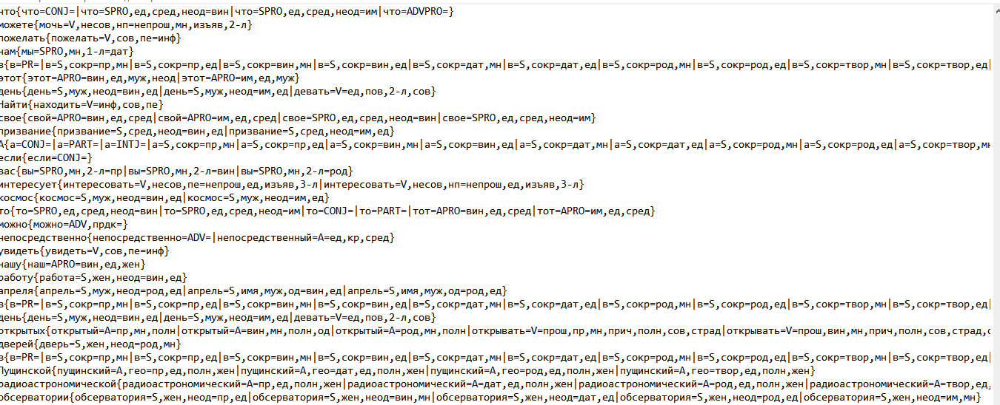 что{что=CONJ=|что=SPRO,ед,сред,неод=вин|что=SPRO,ед,сред,неод=им|что=ADVPRO=}
можете{мочь=V,несов,нп=непрош,мн,изъяв,2-л}
пожелать{пожелать=V,сов,пе=инф}
нам{мы=SPRO,мн,1-л=дат}
в{в=PR=|в=S,сокр=пр,мн|в=S,сокр=пр,ед|в=S,сокр=вин,мн|в=S,сокр=вин,ед|в=S,сокр=дат,мн|в=S,сокр=дат,ед|в=S,сокр=род,мн|в=S,сокр=род,ед|в=S,сокр=твор,мн|в=S,сокр=твор,ед|
этот{этот=APRO=вин,ед,муж,неод|этот=APRO=им,ед,муж}
день{день=S,муж,неод=вин,ед|день=S,муж,неод=им,ед|девать=V=ед,пов,2-л,сов}
Найти{находить=V=инф,сов,пе}
свое{свой=APRO=вин,ед,сред|свой=APRO=им,ед,сред|свое=SPRO,ед,сред,неод=вин|свое=SPRO,ед,сред,неод=им}
призвание{призвание=S,сред,неод=вин,ед|призвание=S,сред,неод=им,ед}
А{а=CONJ=|а=PART=|а=INTJ=|а=S,сокр=пр,мн|а=S,сокр=пр,ед|а=S,сокр=вин,мн|а=S,сокр=вин,ед|а=S,сокр=дат,мн|а=S,сокр=дат,ед|а=S,сокр=род,мн|а=S,сокр=род,ед|а=S,сокр=твор,мн
если{если=CONJ=}
вас{вы=SPRO,мн,2-л=пр|вы=SPRO,мн,2-л=вин|вы=SPRO,мн,2-л=род}
интересует{интересовать=V,несов,пе=непрош,ед,изъяв,3-л|интересовать=V,несов,нп=непрош,ед,изъяв,3-л}
космос{космос=S,муж,неод=вин,ед|космос=S,муж,неод=им,ед}
то{то=SPRO,ед,сред,неод=вин|то=SPRO,ед,сред,неод=им|то=CONJ=|то=PART=|тот=APRO=вин,ед,сред|тот=APRO=им,ед,сред}
можно{можно=ADV,прдк=}
непосредственно{непосредственно=ADV=|непосредственный=A=ед,кр,сред}
увидеть{увидеть=V,сов,пе=инф}
нашу{наш=APRO=вин,ед,жен}
работу{работа=S,жен,неод=вин,ед}
апреля{апрель=S,муж,неод=род,ед|апрель=S,имя,муж,од=вин,ед|апрель=S,имя,муж,од=род,ед}
в{в=PR=|в=S,сокр=пр,мн|в=S,сокр=пр,ед|в=S,сокр=вин,мн|в=S,сокр=вин,ед|в=S,сокр=дат,мн|в=S,сокр=дат,ед|в=S,сокр=род,мн|в=S,сокр=род,ед|в=S,сокр=твор,мн|в=S,сокр=твор,ед|
день{день=S,муж,неод=вин,ед|день=S,муж,неод=им,ед|девать=V=ед,пов,2-л,сов}
открытых{открытый=A=пр,мн,полн|открытый=A=вин,мн,полн,од|открытый=A=род,мн,полн|открывать=V=прош,пр,мн,прич,полн,сов,страд|открывать=V=прош,вин,мн,прич,полн,сов,страд,
дверей{дверь=S,жен,неод=род,мн}
в{в=PR=|в=S,сокр=пр,мн|в=S,сокр=пр,ед|в=S,сокр=вин,мн|в=S,сокр=вин,ед|в=S,сокр=дат,мн|в=S,сокр=дат,ед|в=S,сокр=род,мн|в=S,сокр=род,ед|в=S,сокр=твор,мн|в=S,сокр=твор,ед|
Пущинской{пущинский=A,гео=пр,ед,полн,жен|пущинский=A,гео=дат,ед,полн,жен|пущинский=A,гео=род,ед,полн,жен|пущинский=A,гео=твор,ед,полн,жен}
радиоастрономической{радиоастрономический=A=пр,ед,полн,жен|радиоастрономический=A=дат,ед,полн,жен|радиоастрономический=A=род,ед,полн,жен|радиоастрономический=A=твор,ед,
обсерватории{обсерватория=S,жен,неод=пр,ед|обсерватория=S,жен,неод=вин,мн|обсерватория=S,жен,неод=дат,ед|обсерватория=S,жен,неод=род,ед|обсерватория=S,жен,неод=им,мн}